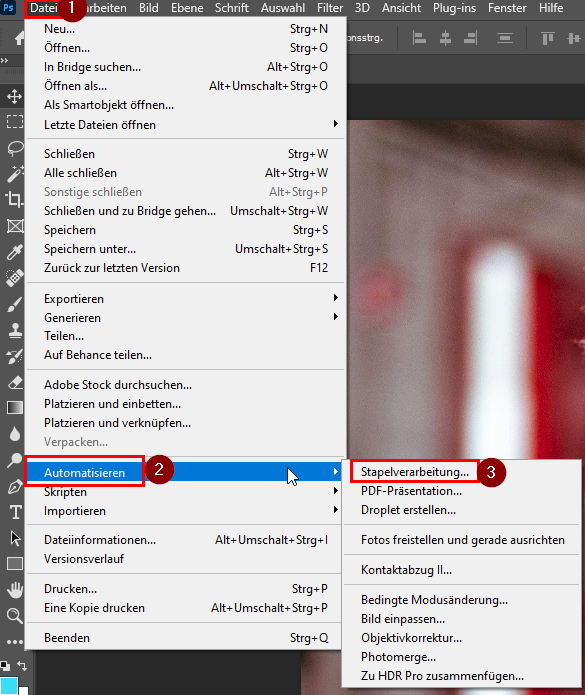 Ps
Datei
1
arbeiten
Bild
Ebene
Schrift
Auswahl
Filter
3D
Ansicht
Plug-ins
Fenster
Hilfe
onsstrg.
Neu... Strg+N
Öffnen... Strg+O
In Bridge suchen... Alt+Strg+O
Öffnen als... Alt+Umschalt+Strg+O
Als Smartobjekt öffnen...
Letzte Dateien öffnen
Schließen Strg+W
Alle schließen Alt+Strg+W
Sonstige schließen Alt+Strg+P
Schließen und zu Bridge gehen... Umschalt+Strg+W
Speichern Strg+S
Speichern unter... Umschalt+Strg+S
Zurück zur letzten Version F12
Exportieren
Generieren
Teilen...
Auf Behance teilen...
Adobe Stock durchsuchen...
Platzieren und einbetten...
Platzieren und verknüpfen...
Verpacken...
Automatisieren 2
Skripten
Importieren
Dateiinformationen... Alt+Umschalt+Strg+I
Versionsverlauf
Drucken... Strg+P
Eine Kopie drucken Alt+Umschalt+Strg+P
Beenden Strg+Q
Stapelverarbeitung... 3
PDF-Präsentation...
Droplet erstellen...
Fotos freistellen und gerade ausrichten
Kontaktabzug II...
Bedingte Modusänderung...
Bild einpassen...
Objektivkorrektur...
Photomerge...
Zu HDR Pro zusammenfügen...